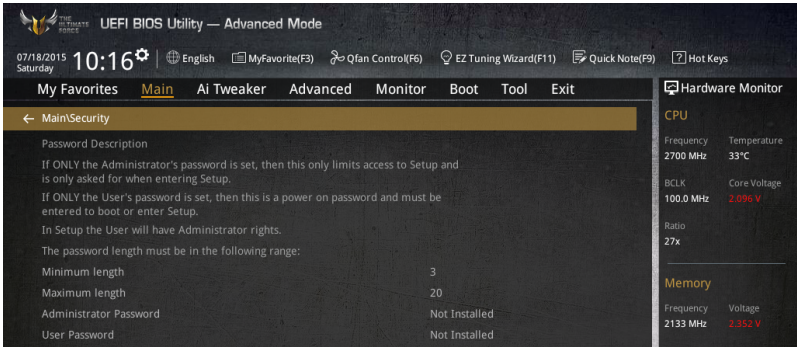 THE ULTIMATE FORCE
UEFI BIOS Utility — Advanced Mode
07/18/2015
Saturday
10:16
English
MyFavorite(F3)
Qfan Control(F6)
EZ Tuning Wizard(F11)
Quick Note(F9)
? Hot Keys
My Favorites Main Ai Tweaker Advanced Monitor Boot Tool Exit
← Main\Security
Password Description
If ONLY the Administrator's password is set, then this only limits access to Setup and
is only asked for when entering Setup.
If ONLY the User's password is set, then this is a power on password and must be
entered to boot or enter Setup.
In Setup the User will have Administrator rights.
The password length must be in the following range:
Minimum length 3
Maximum length 20
Administrator Password Not Installed
User Password Not Installed
Hardware Monitor
CPU
Frequency Temperature
2700 MHz 33°C
BCLK Core Voltage
100.0 MHz 2.096 V
Ratio
27x
Memory
Frequency Voltage
2133 MHz 2.352 V